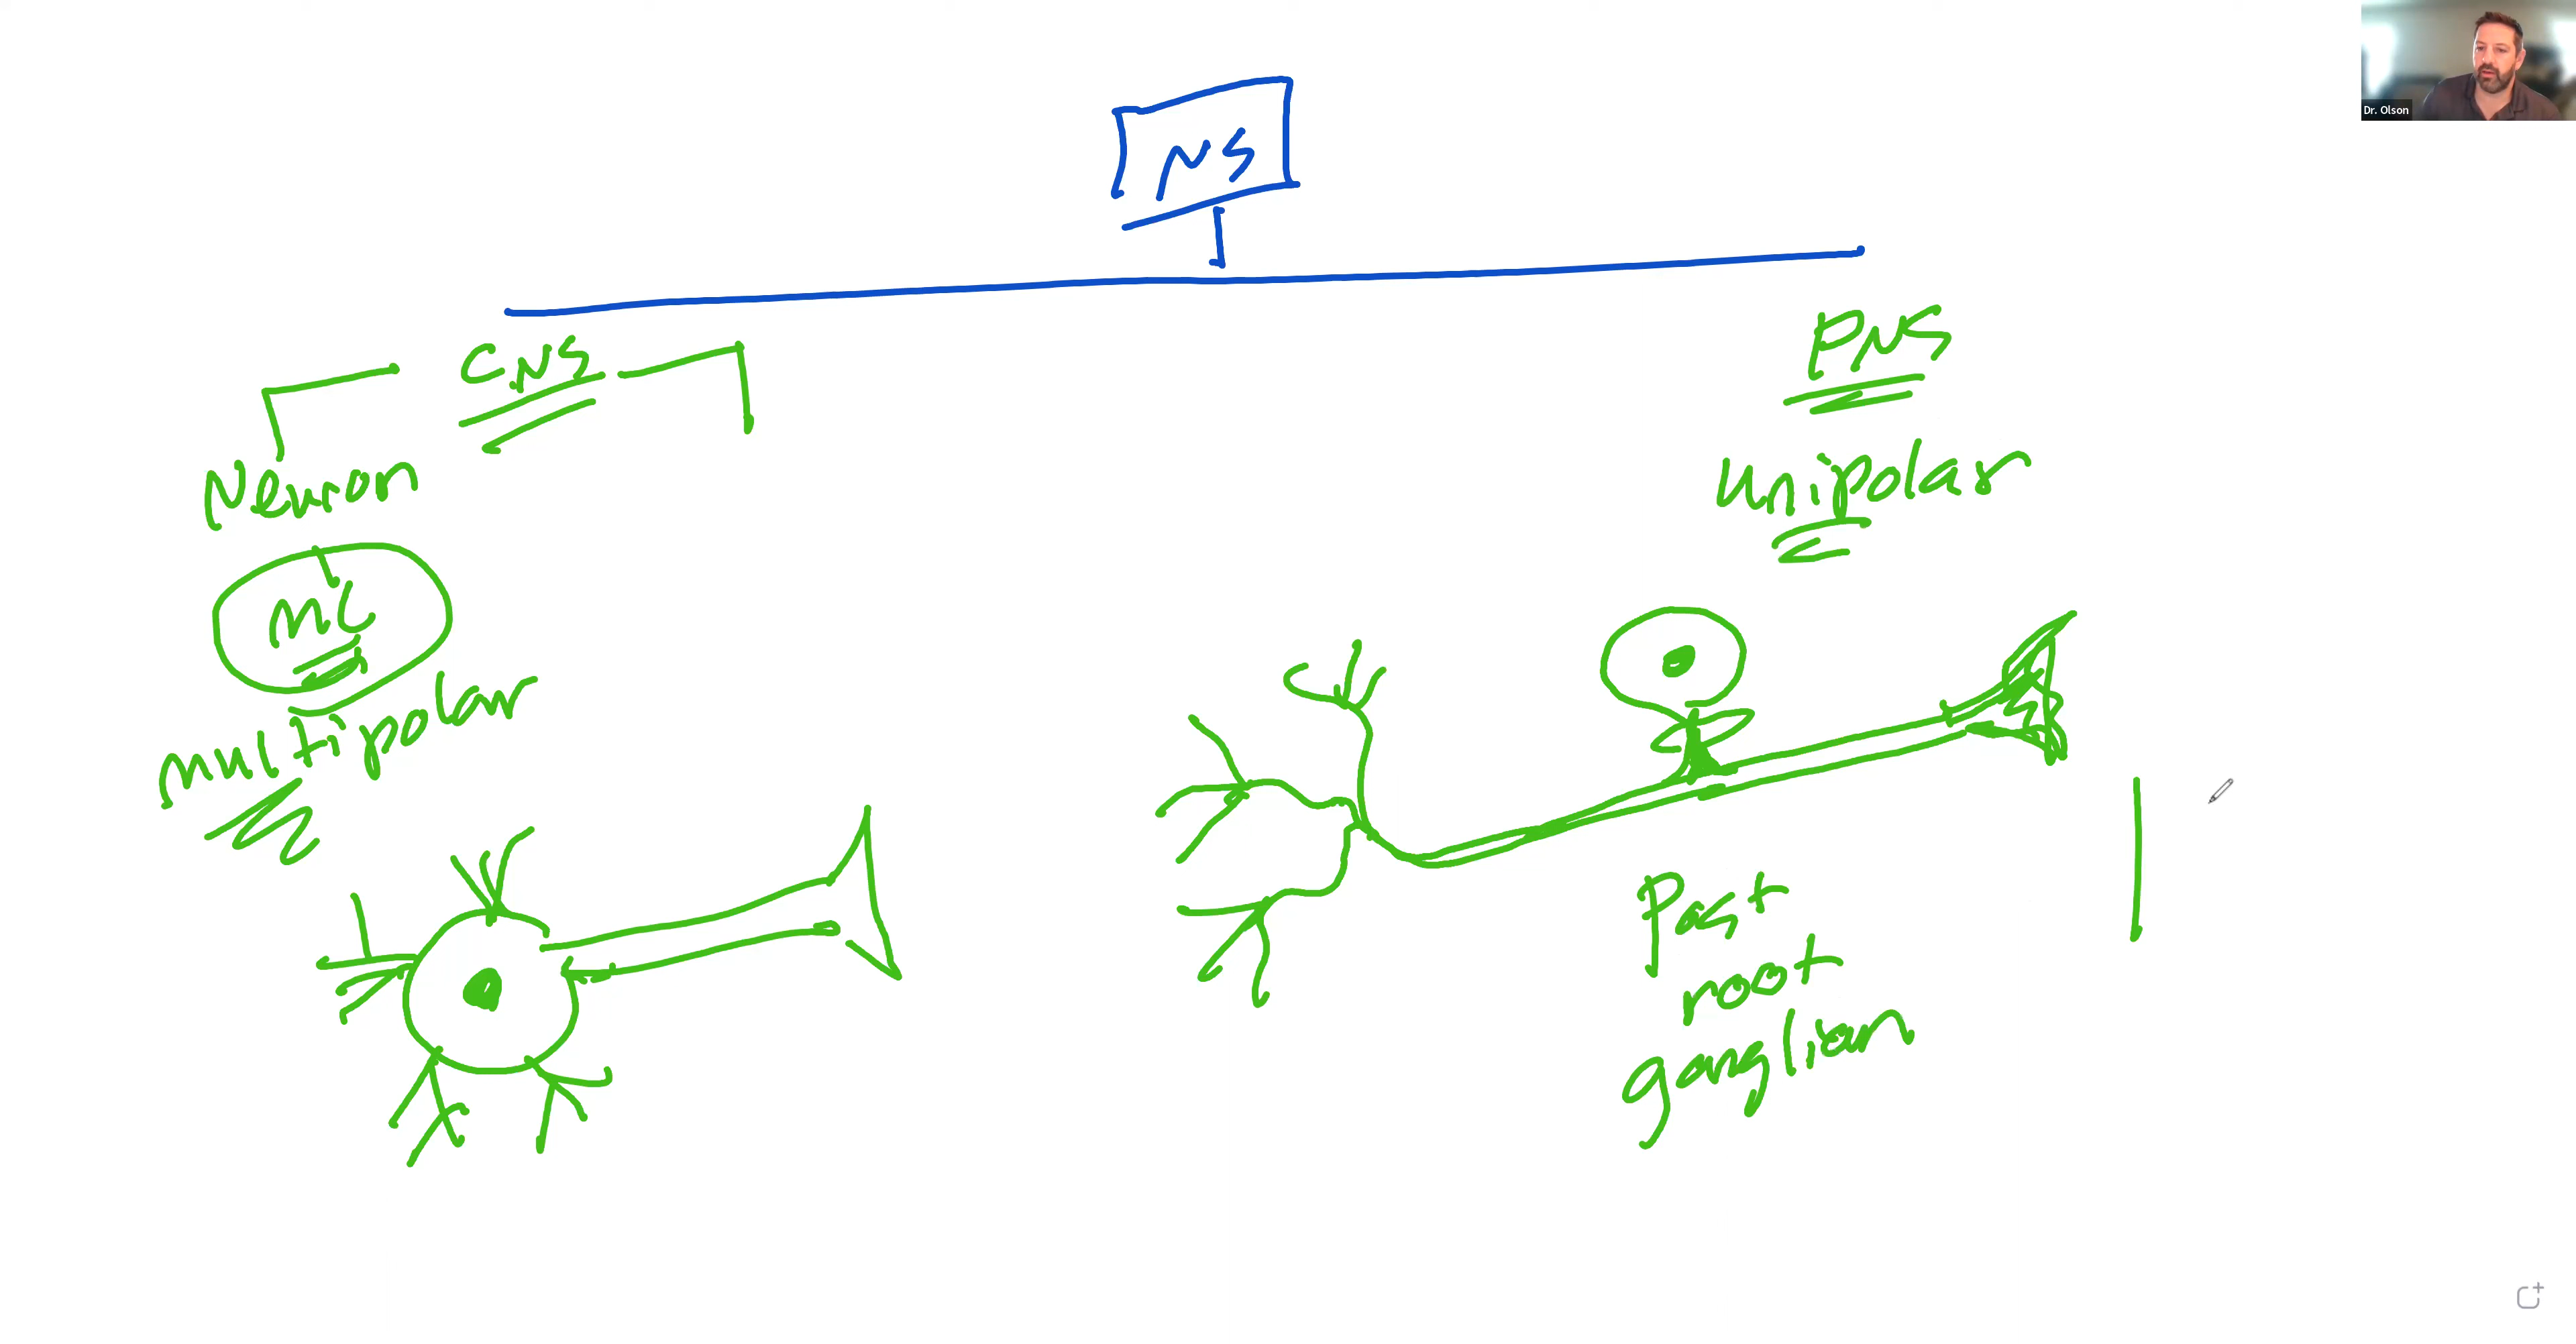 Dr. Olson
NS
CNS
PNS
Neuron
Unipolar
MC
multipolar
Post
root
ganglion